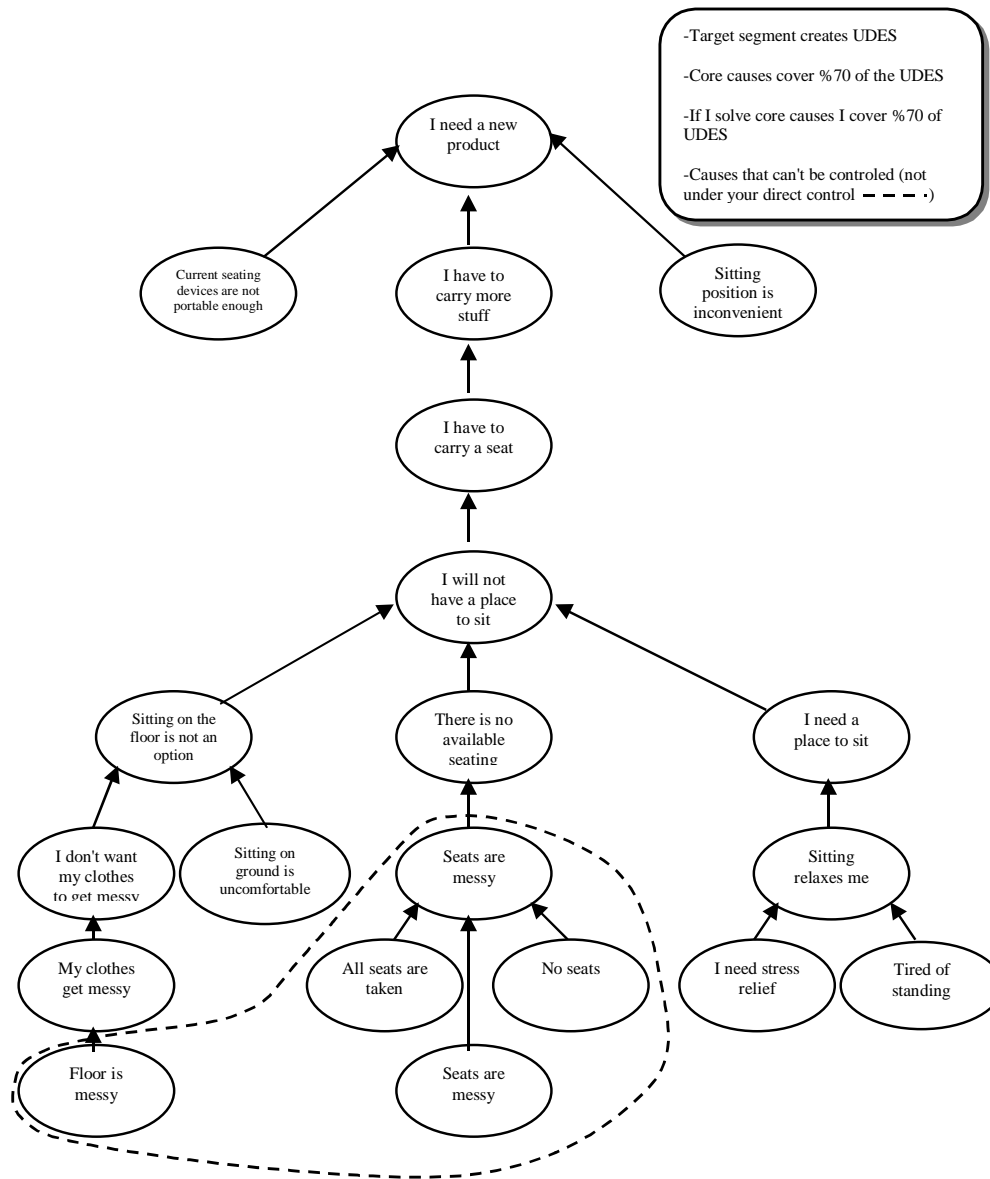 -Target segment creates UDES
-Core causes cover %70 of the UDES
-If I solve core causes I cover %70 of
UDES
-Causes that can't be controled (not
under your direct control - - - -)
I need a new
product
Current seating
devices are not
portable enough
I have to
carry more
stuff
Sitting
position is
inconvenient
I have to
carry a seat
I will not
have a place
to sit
Sitting on the
floor is not an
option
There is no
available
seating
I need a
place to sit
I don't want
my clothes
to get messy
Sitting on
ground is
uncomfortable
Seats are
messy
Sitting
relaxes me
My clothes
get messy
All seats are
taken
No seats
I need stress
relief
Tired of
standing
Floor is
messy
Seats are
messy